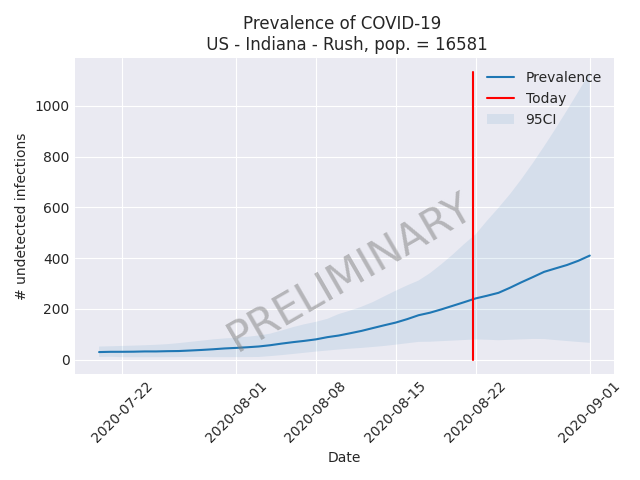 Prevalence of COVID-19
US - Indiana - Rush, pop. = 16581
Prevalence
Today
95CI
1000
800
600
400
200
0
# undetected infections
PRELIMINARY
2020-07-22
2020-08-01
2020-08-08
2020-08-15
2020-08-22
2020-09-01
Date